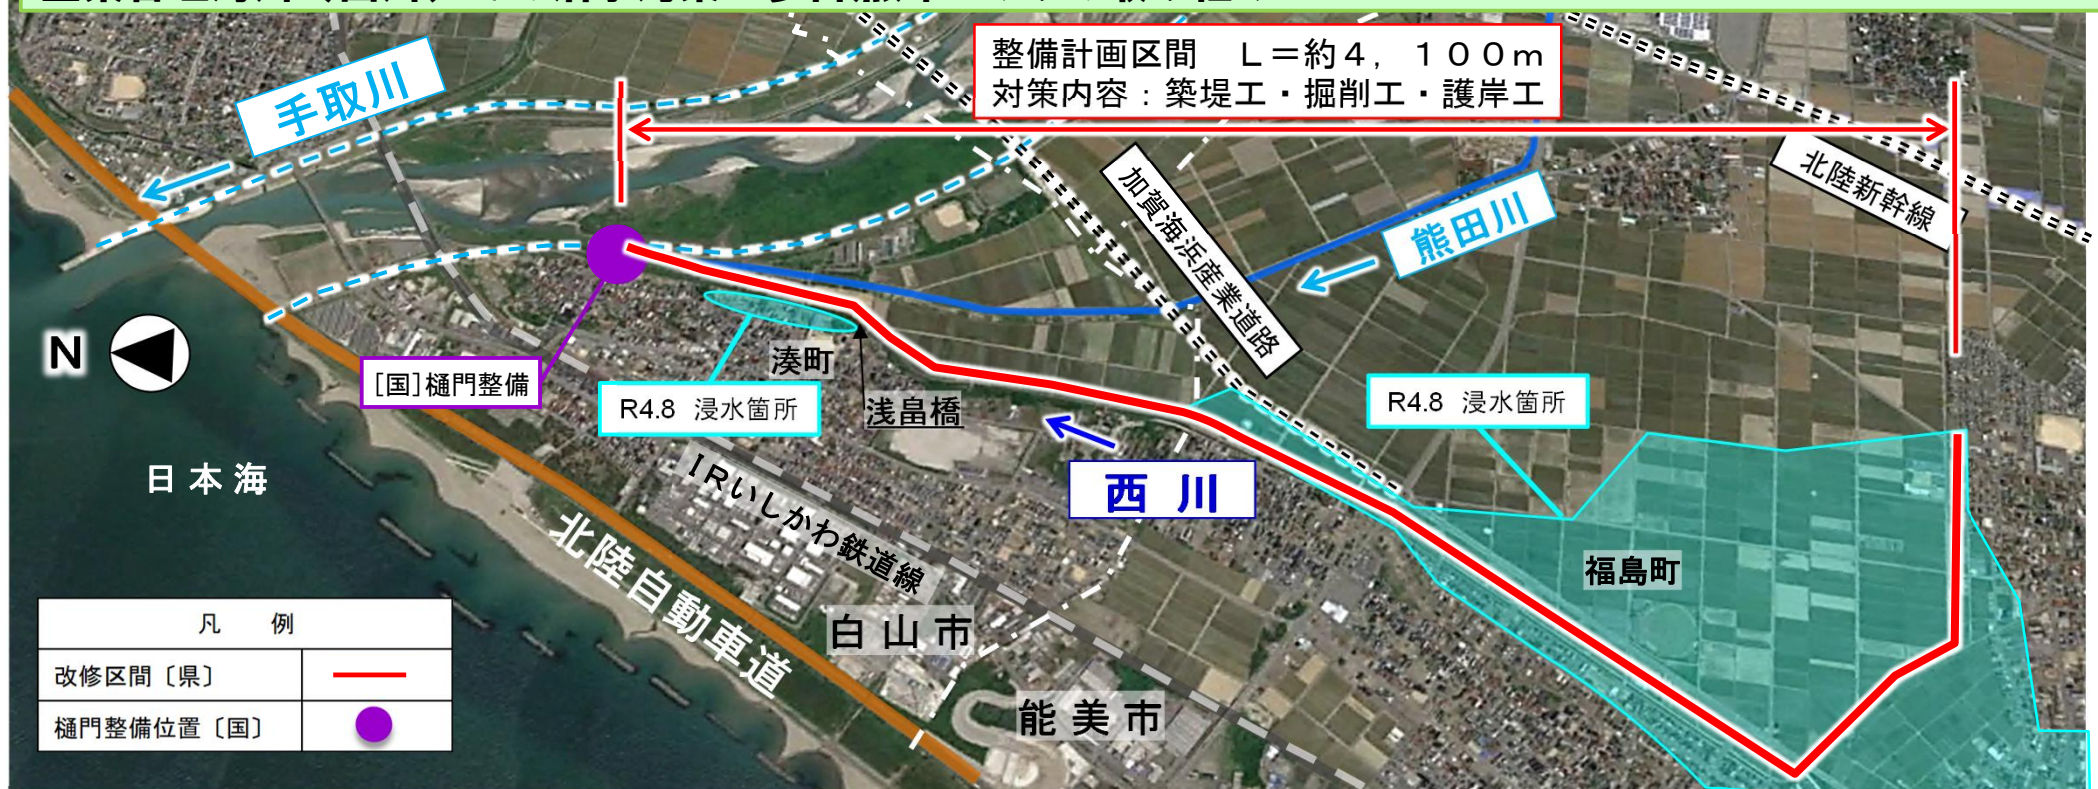 整備計画区間 L=約4,100m
対策内容:築堤工・掘削工・護岸工
手取川
加賀海浜産業道路
北陸新幹線
熊田川
N
[国]樋門整備
湊町
R4.8 浸水箇所
浅畠橋
R4.8 浸水箇所
日本海
IRいしかわ鉄道線
西川
北陸自動車道
福島町
白山市
能美市
凡 例
改修区間〔県〕
樋門整備位置〔国〕